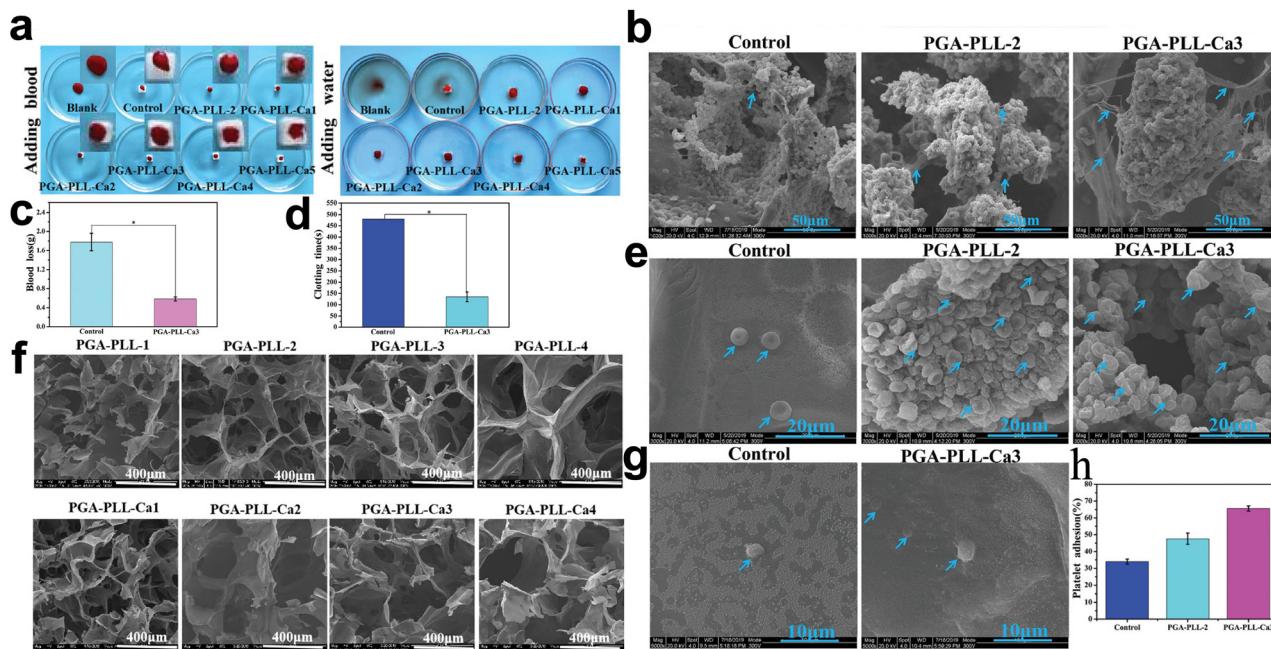 a
Adding blood
Blank
Control
PGA-PLL-2
PGA-PLL-Ca1
PGA-PLL-Ca2
PGA-PLL-Ca3
PGA-PLL-Ca4
PGA-PLL-Ca5
Adding water
Blank
Control
PGA-PLL-2
PGA-PLL-Ca1
PGA-PLL-Ca2
PGA-PLL-Ca3
PGA-PLL-Ca4
PGA-PLL-Ca5
b
Control
PGA-PLL-2
PGA-PLL-Ca3
50μm
50μm
50μm
c
Blood loss(g)
2.4
2.0
1.6
1.2
0.8
0.4
0.0
*
Control
PGA-PLL-Ca3
d
Clotting time(s)
550
500
450
400
350
300
250
200
150
100
50
0
*
Control
PGA-PLL-Ca3
e
Control
PGA-PLL-2
PGA-PLL-Ca3
20μm
20μm
20μm
f
PGA-PLL-1
PGA-PLL-2
PGA-PLL-3
PGA-PLL-4
400μm
400μm
400μm
400μm
PGA-PLL-Ca1
PGA-PLL-Ca2
PGA-PLL-Ca3
PGA-PLL-Ca4
400μm
400μm
400μm
400μm
g
Control
PGA-PLL-Ca3
10μm
10μm
h
Platelet adhesion(%)
80
70
60
50
40
30
20
10
0
Control
PGA-PLL-2
PGA-PLL-Ca3